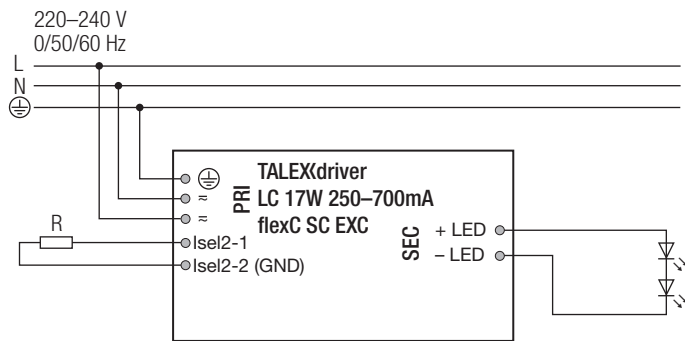 220–240 V
0/50/60 Hz
L
N
TALEXXdriver
LC 17W 250–700mA
flexC SC EXC
PRI
≂
≂
R
Isel2-1
Isel2-2 (GND)
SEC
+ LED
– LED